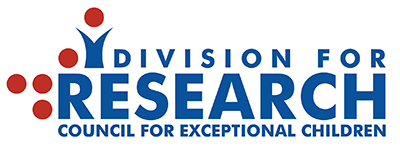 DIVISION FOR
RESEARCH
COUNCIL FOR EXCEPTIONAL CHILDREN